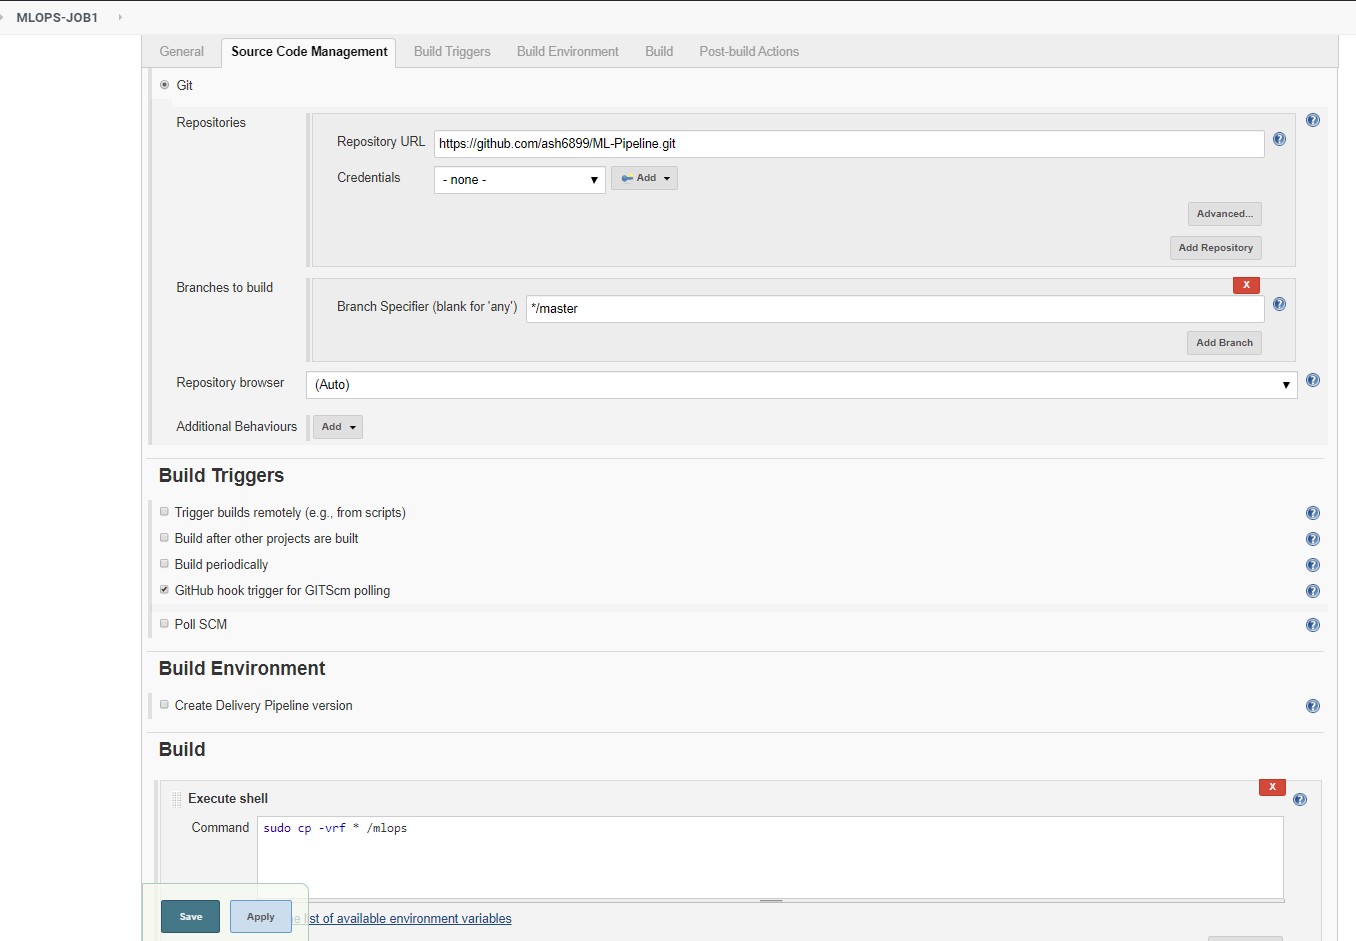 MLOPS-JOB1
General Source Code Management Build Triggers Build Environment Build Post-build Actions
Git
Repositories
Repository URL https://github.com/ash6899/ML-Pipeline.git
Credentials - none - Add
Advanced...
Add Repository
Branches to build
X
Branch Specifier (blank for 'any') */master
Add Branch
Repository browser (Auto)
Additional Behaviours Add
Build Triggers
Trigger builds remotely (e.g., from scripts)
Build after other projects are built
Build periodically
GitHub hook trigger for GITScm polling
Poll SCM
Build Environment
Create Delivery Pipeline version
Build
X
Execute shell
Command sudo cp -vrf * /mlops
Save Apply list of available environment variables